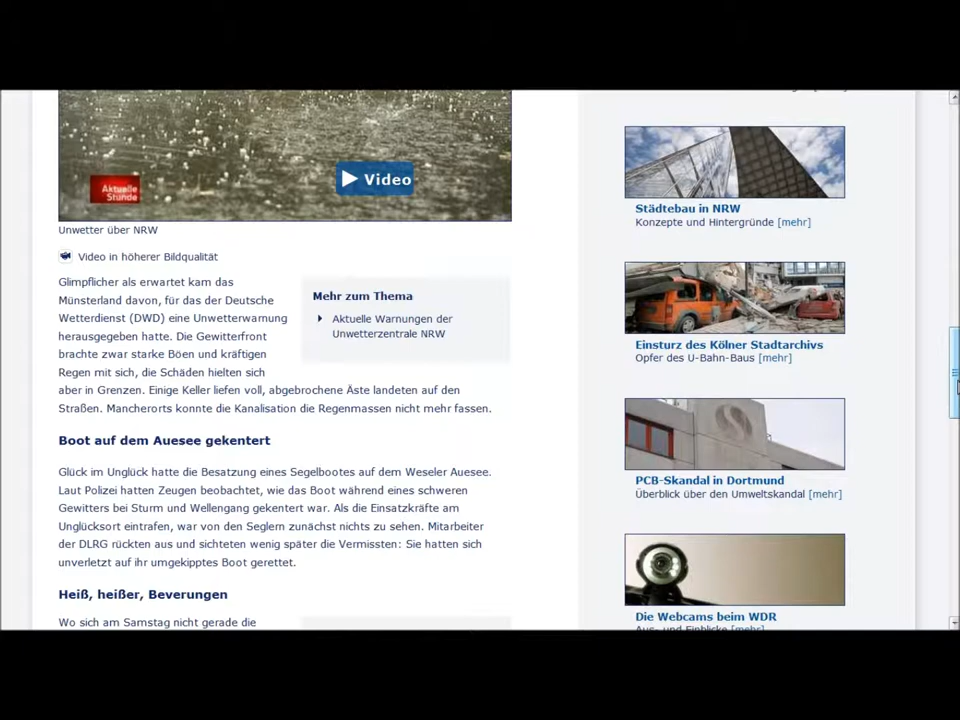 Aktuelle
Stunde
Video
Unwetter über NRW
Video in höherer Bildqualität
Glimpflicher als erwartet kam das
Münsterland davon, für das der Deutsche
Wetterdienst (DWD) eine Unwetterwarnung
herausgegeben hatte. Die Gewitterfront
brachte zwar starke Böen und kräftigen
Regen mit sich, die Schäden hielten sich
aber in Grenzen. Einige Keller liefen voll, abgebrochene Äste landeten auf den
Straßen. Mancherorts konnte die Kanalisation die Regenmassen nicht mehr fassen.
Mehr zum Thema
Aktuelle Warnungen der
Unwetterzentrale NRW
Boot auf dem Auesee gekentert
Glück im Unglück hatte die Besatzung eines Segelbootes auf dem Weseler Auesee.
Laut Polizei hatten Zeugen beobachtet, wie das Boot während eines schweren
Gewitters bei Sturm und Wellengang gekentert war. Als die Einsatzkräfte am
Unglücksort eintrafen, war von den Seglern zunächst nichts zu sehen. Mitarbeiter
der DLRG rückten aus und sichteten wenig später die Vermissten: Sie hatten sich
unverletzt auf ihr umgekipptes Boot gerettet.
Heiß, heißer, Beverungen
Wo sich am Samstag nicht gerade die
Städtebau in NRW
Konzepte und Hintergründe [mehr]
Einsturz des Kölner Stadtarchivs
Opfer des U-Bahn-Baus [mehr]
PCB-Skandal in Dortmund
Überblick über den Umweltskandal [mehr]
Die Webcams beim WDR
Aus- und Einblicke [mehr]